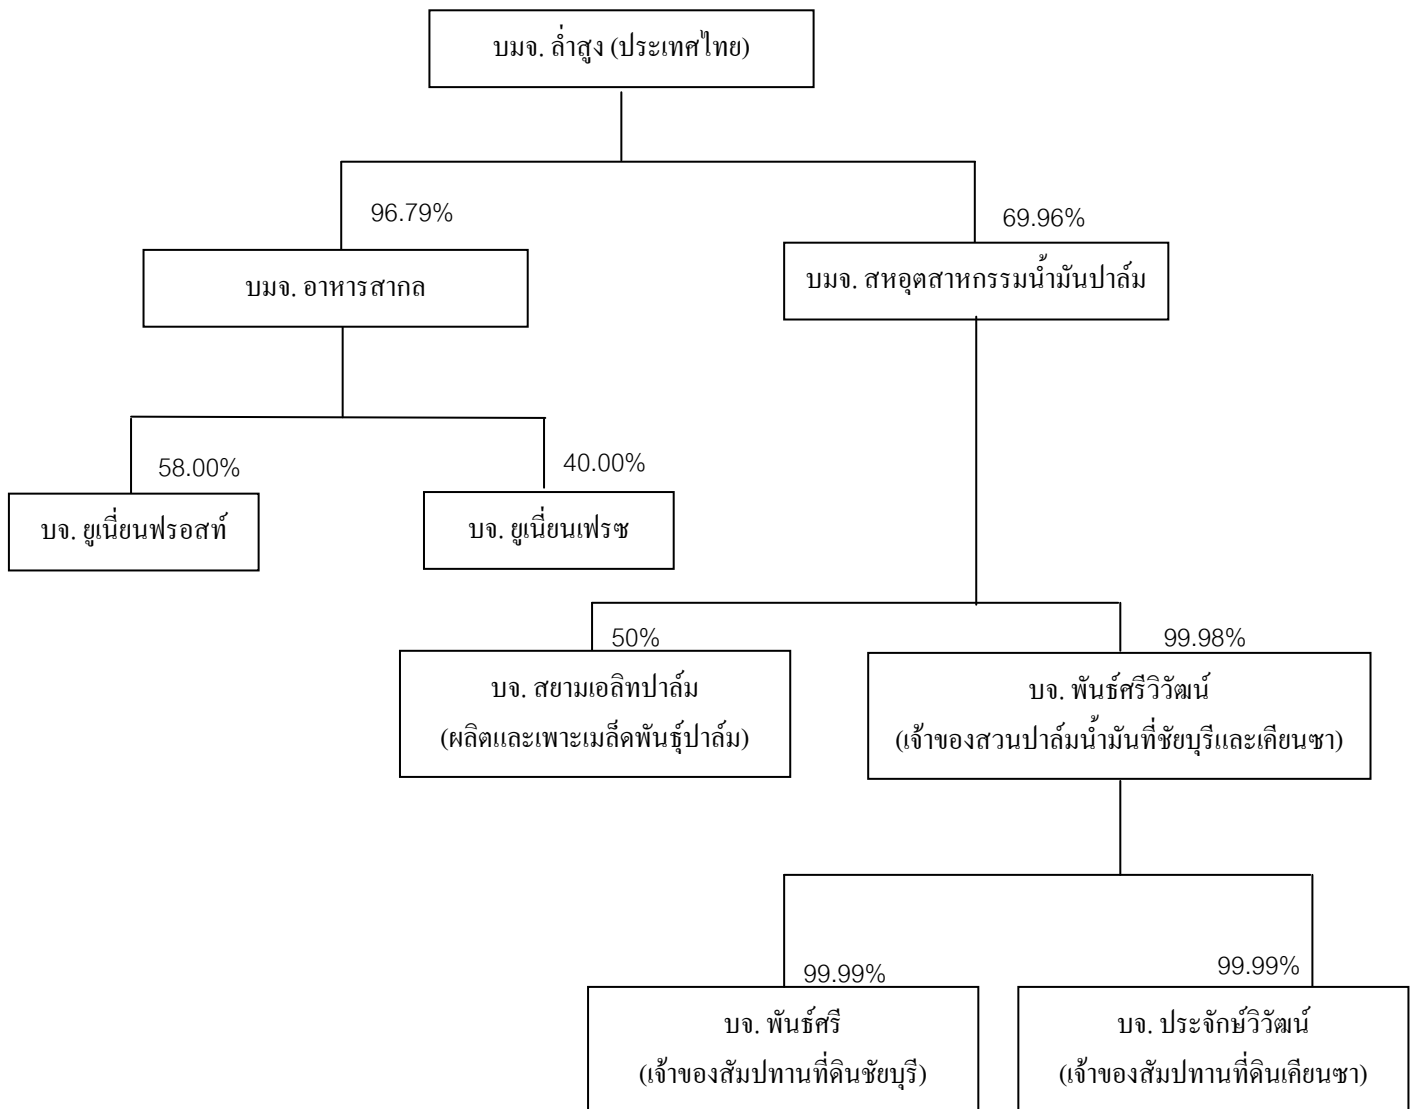 บมจ. ล่ำสูง (ประเทศไทย)
96.79%
69.96%
บมจ. อาหารสากล
บมจ. สหอุตสาหกรรมน้ำมันปาล์ม
58.00%
40.00%
บจ. ยูเนี่ยนฟรอสท์
บจ. ยูเนี่ยนเฟรซ
50%
99.98%
บจ. สยามเอลิทปาล์ม
(ผลิตและเพาะเมล็ดพันธุ์ปาล์ม)
บจ. พันธ์ศรีวิวัฒน์
(เจ้าของสวนปาล์มน้ำมันที่ชัยบุรีและเคียนซา)
99.99%
99.99%
บจ. พันธ์ศรี
(เจ้าของสัมปทานที่ดินชัยบุรี)
บจ. ประจักษ์วิวัฒน์
(เจ้าของสัมปทานที่ดินเคียนซา)